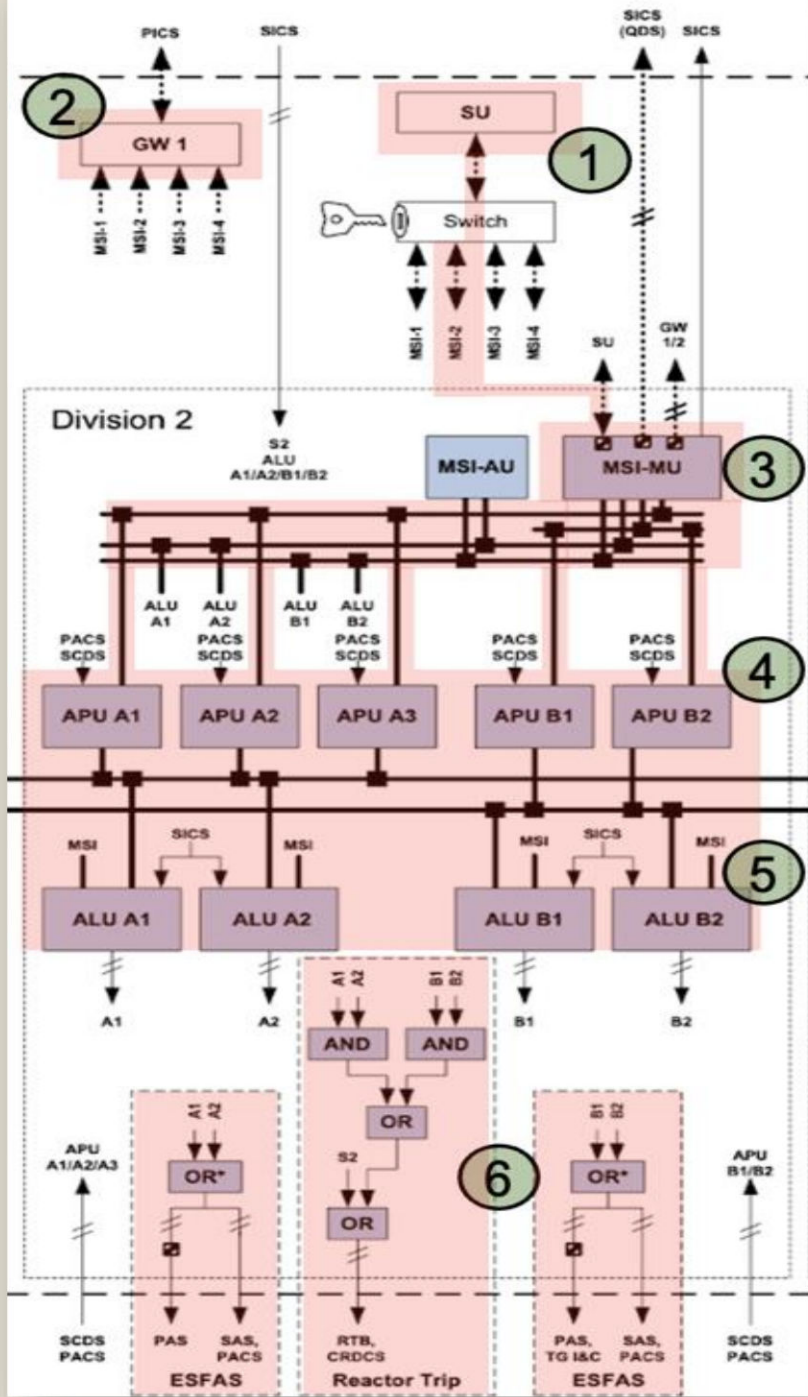 PICS
SICS
SICS
(QDS)
SICS
2
GW 1
SU
1
Switch
MSI-1
MSI-2
MSI-3
MSI-4
MSI-1
MSI-2
MSI-3
MSI-4
SU
GW
1/2
Division 2
S2
ALU
A1/A2/B1/B2
MSI-AU
MSI-MU
3
ALU
A1
ALU
A2
ALU
B1
ALU
B2
PACS
SCDS
PACS
SCDS
PACS
SCDS
PACS
SCDS
PACS
SCDS
4
APU A1
APU A2
APU A3
APU B1
APU B2
MSI
SICS
MSI
MSI
SICS
MSI
5
ALU A1
ALU A2
ALU B1
ALU B2
A1
A2
B1
B2
A1
A2
B1
B2
AND
AND
OR
S2
OR
6
A1
A2
OR*
B1
B2
OR*
APU
A1/A2/A3
APU
B1/B2
SCDS
PACS
PAS
SAS,
PACS
ESFAS
RTB,
CRDCS
Reactor Trip
PAS,
TG I&C
SAS,
PACS
ESFAS
SCDS
PACS